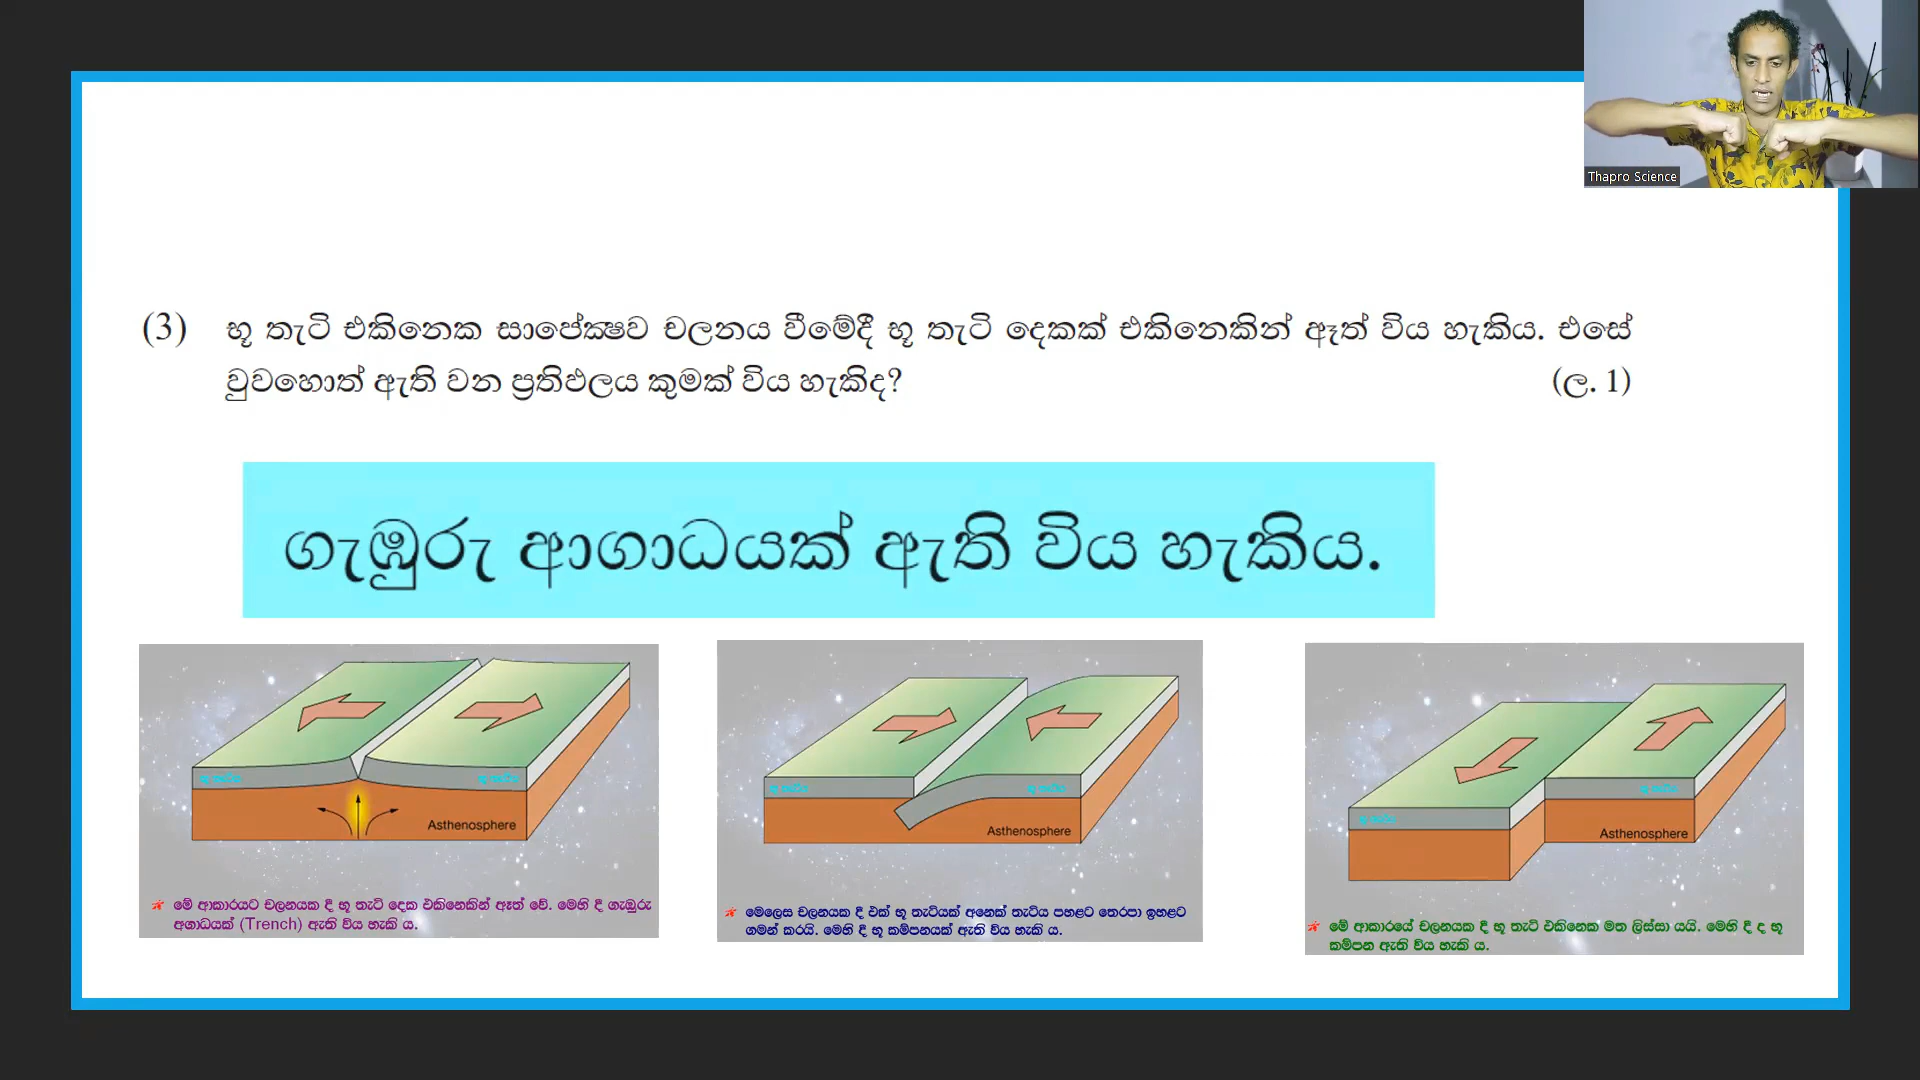 Thapro Science
(3) භූ තැටි එකිනෙක සාපේක්‍ෂව චලනය වීමේදී භූ තැටි දෙකක් එකිනෙකින් ඈත් විය හැකිය. එසේ
වුවහොත් ඇති වන ප්‍රතිඵලය කුමක් විය හැකිද? (ල. 1)
ගැඹුරු ආගාධයක් ඇති විය හැකිය.
භූ තැටිය භූ තැටිය
Asthenosphere
මේ ආකාරයට චලනයක දී භූ තැටි දෙක එකිනෙකින් ඈත් වේ. මෙහි දී ගැඹුරු
අගාධයක් (Trench) ඇති විය හැකි ය.
භූ තැටිය භූ තැටිය
Asthenosphere
මෙලෙස චලනයක දී එක් භූ තැටියක් අනෙක් තැටිය පහළට තෙරපා ඉහළට
ගමන් කරයි. මෙහි දී භූ කම්පනයක් ඇති විය හැකි ය.
භූ තැටිය
භූ තැටිය
Asthenosphere
මේ ආකාරයේ චලනයක දී භූ තැටි එකිනෙක මත ලිස්සා යයි. මෙහි දී ද භූ
කම්පන ඇති විය හැකි ය.